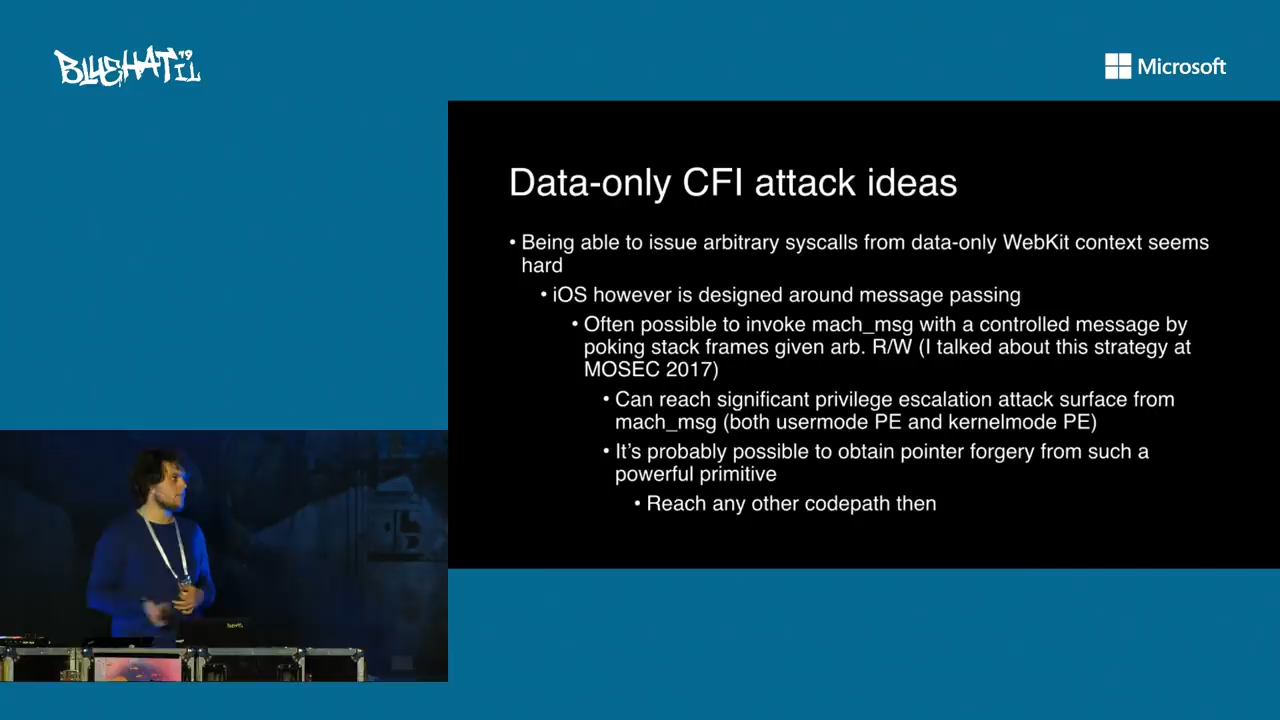 BLUEHAT IL 19
Microsoft
Data-only CFI attack ideas
• Being able to issue arbitrary syscalls from data-only WebKit context seems
hard
• iOS however is designed around message passing
• Often possible to invoke mach_msg with a controlled message by
poking stack frames given arb. R/W (I talked about this strategy at
MOSEC 2017)
• Can reach significant privilege escalation attack surface from
mach_msg (both usermode PE and kernelmode PE)
• It's probably possible to obtain pointer forgery from such a
powerful primitive
• Reach any other codepath then